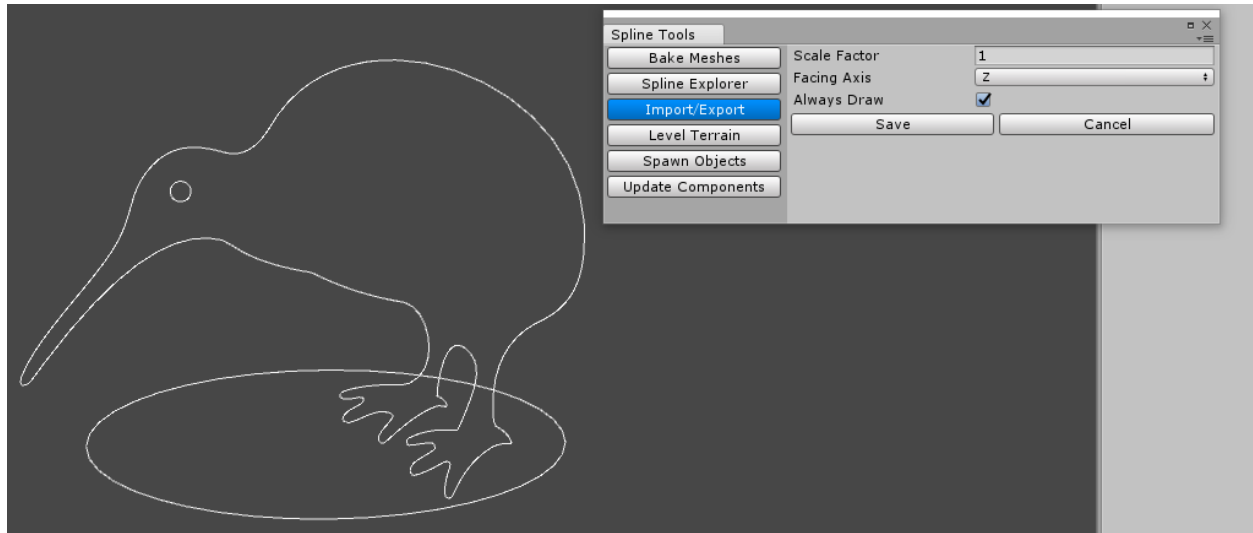 Spline Tools
Bake Meshes
Spline Explorer
Import/Export
Level Terrain
Spawn Objects
Update Components
Scale Factor 1
Facing Axis Z
Always Draw
Save Cancel